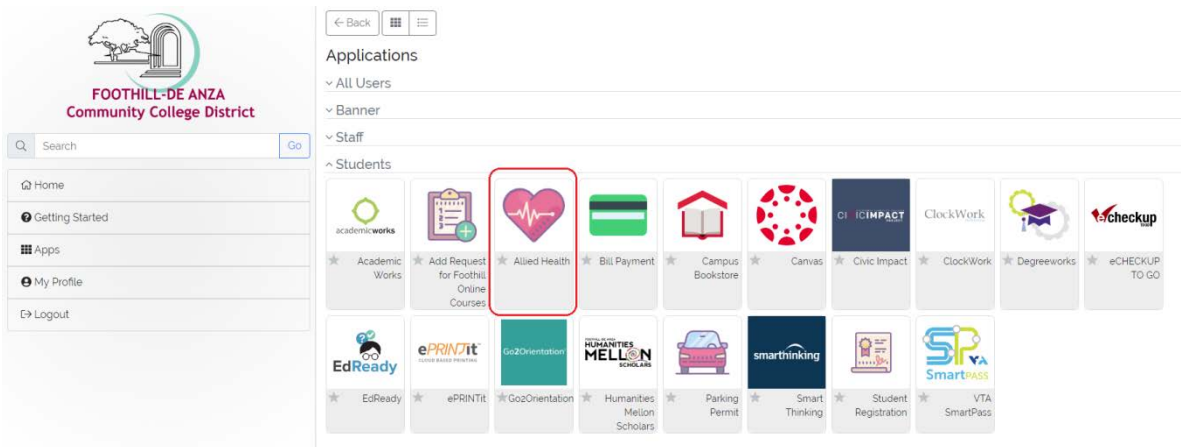 FOOTHILL-DE ANZA
Community College District
Search
Go
Home
Getting Started
Apps
My Profile
Logout
← Back
Applications
All Users
Banner
Staff
Students
academicworks
CIVICIMPACT
ClockWork
echeckup
Academic Works
Add Request for Foothill Online Courses
Allied Health
Bill Payment
Campus Bookstore
Canvas
Civic Impact
ClockWork
Degreeworks
eCHECKUP TO GO
EdReady
ePRINTit
CLOUD BASED PRINTING
Go2Orientation
HUMANITIES
MELLON
SCHOLARS
smarthinking
SP
VTA
SmartPASS
EdReady
ePRINTit
Go2Orientation
Humanities Mellon Scholars
Parking Permit
Smart Thinking
Student Registration
VTA SmartPass